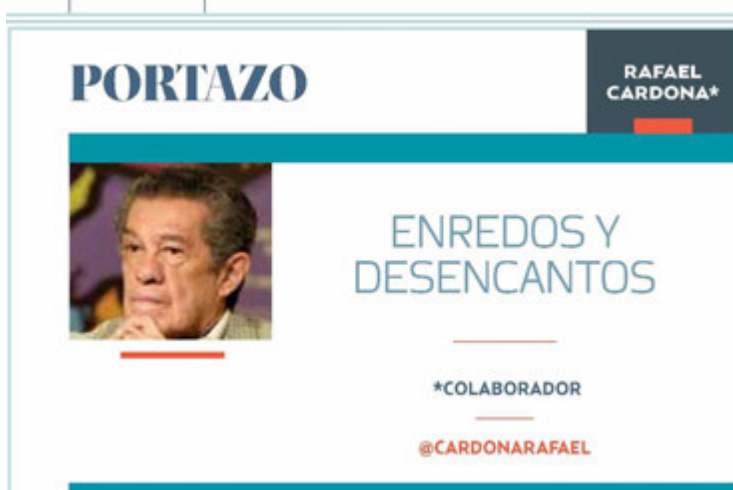 PORTAZO
RAFAEL
CARDONA*
ENREDOS Y
DESENCANTOS
*COLABORADOR
@CARDONARAFAEL